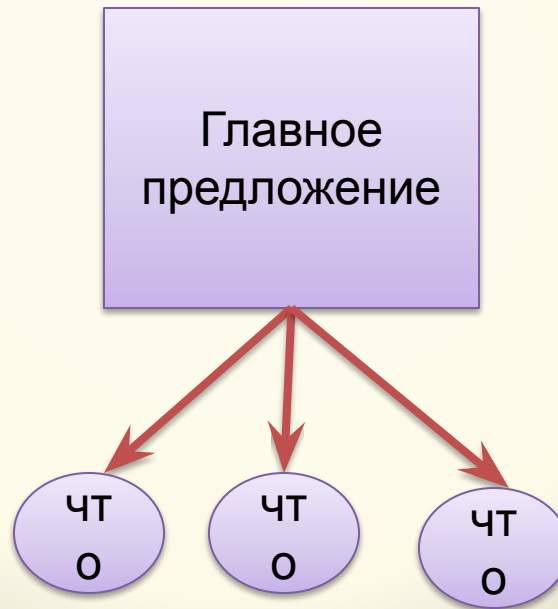 Главное
предложение
чт
о
чт
о
чт
о